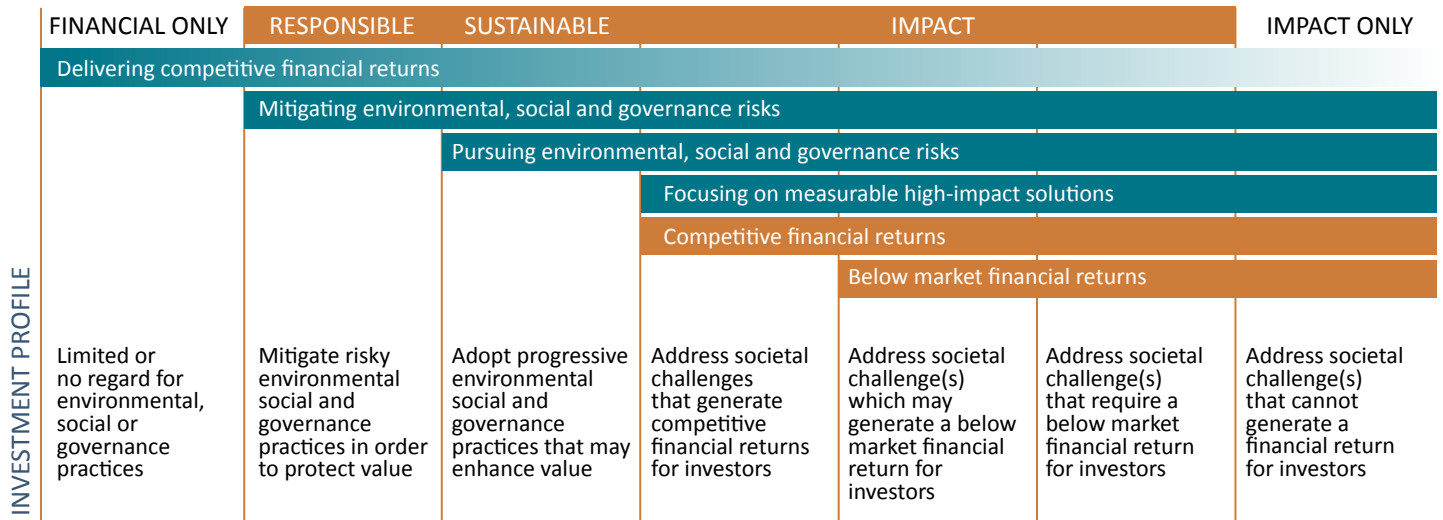 FINANCIAL ONLY
RESPONSIBLE
SUSTAINABLE
IMPACT
IMPACT ONLY
Delivering competitive financial returns
Mitigating environmental, social and governance risks
Pursuing environmental, social and governance risks
Focusing on measurable high-impact solutions
Competitive financial returns
Below market financial returns
INVESTMENT PROFILE
Limited or
no regard for
environmental,
social or
governance
practices
Mitigate risky
environmental
social and
governance
practices in order
to protect value
Adopt progressive
environmental
social and
governance
practices that may
enhance value
Address societal
challenges
that generate
competitive
financial returns
for investors
Address societal
challenge(s)
which may
generate a below
market financial
return for
investors
Address societal
challenge(s)
that require a
below market
financial return
for investors
Address societal
challenge(s)
that cannot
generate a
financial return
for investors